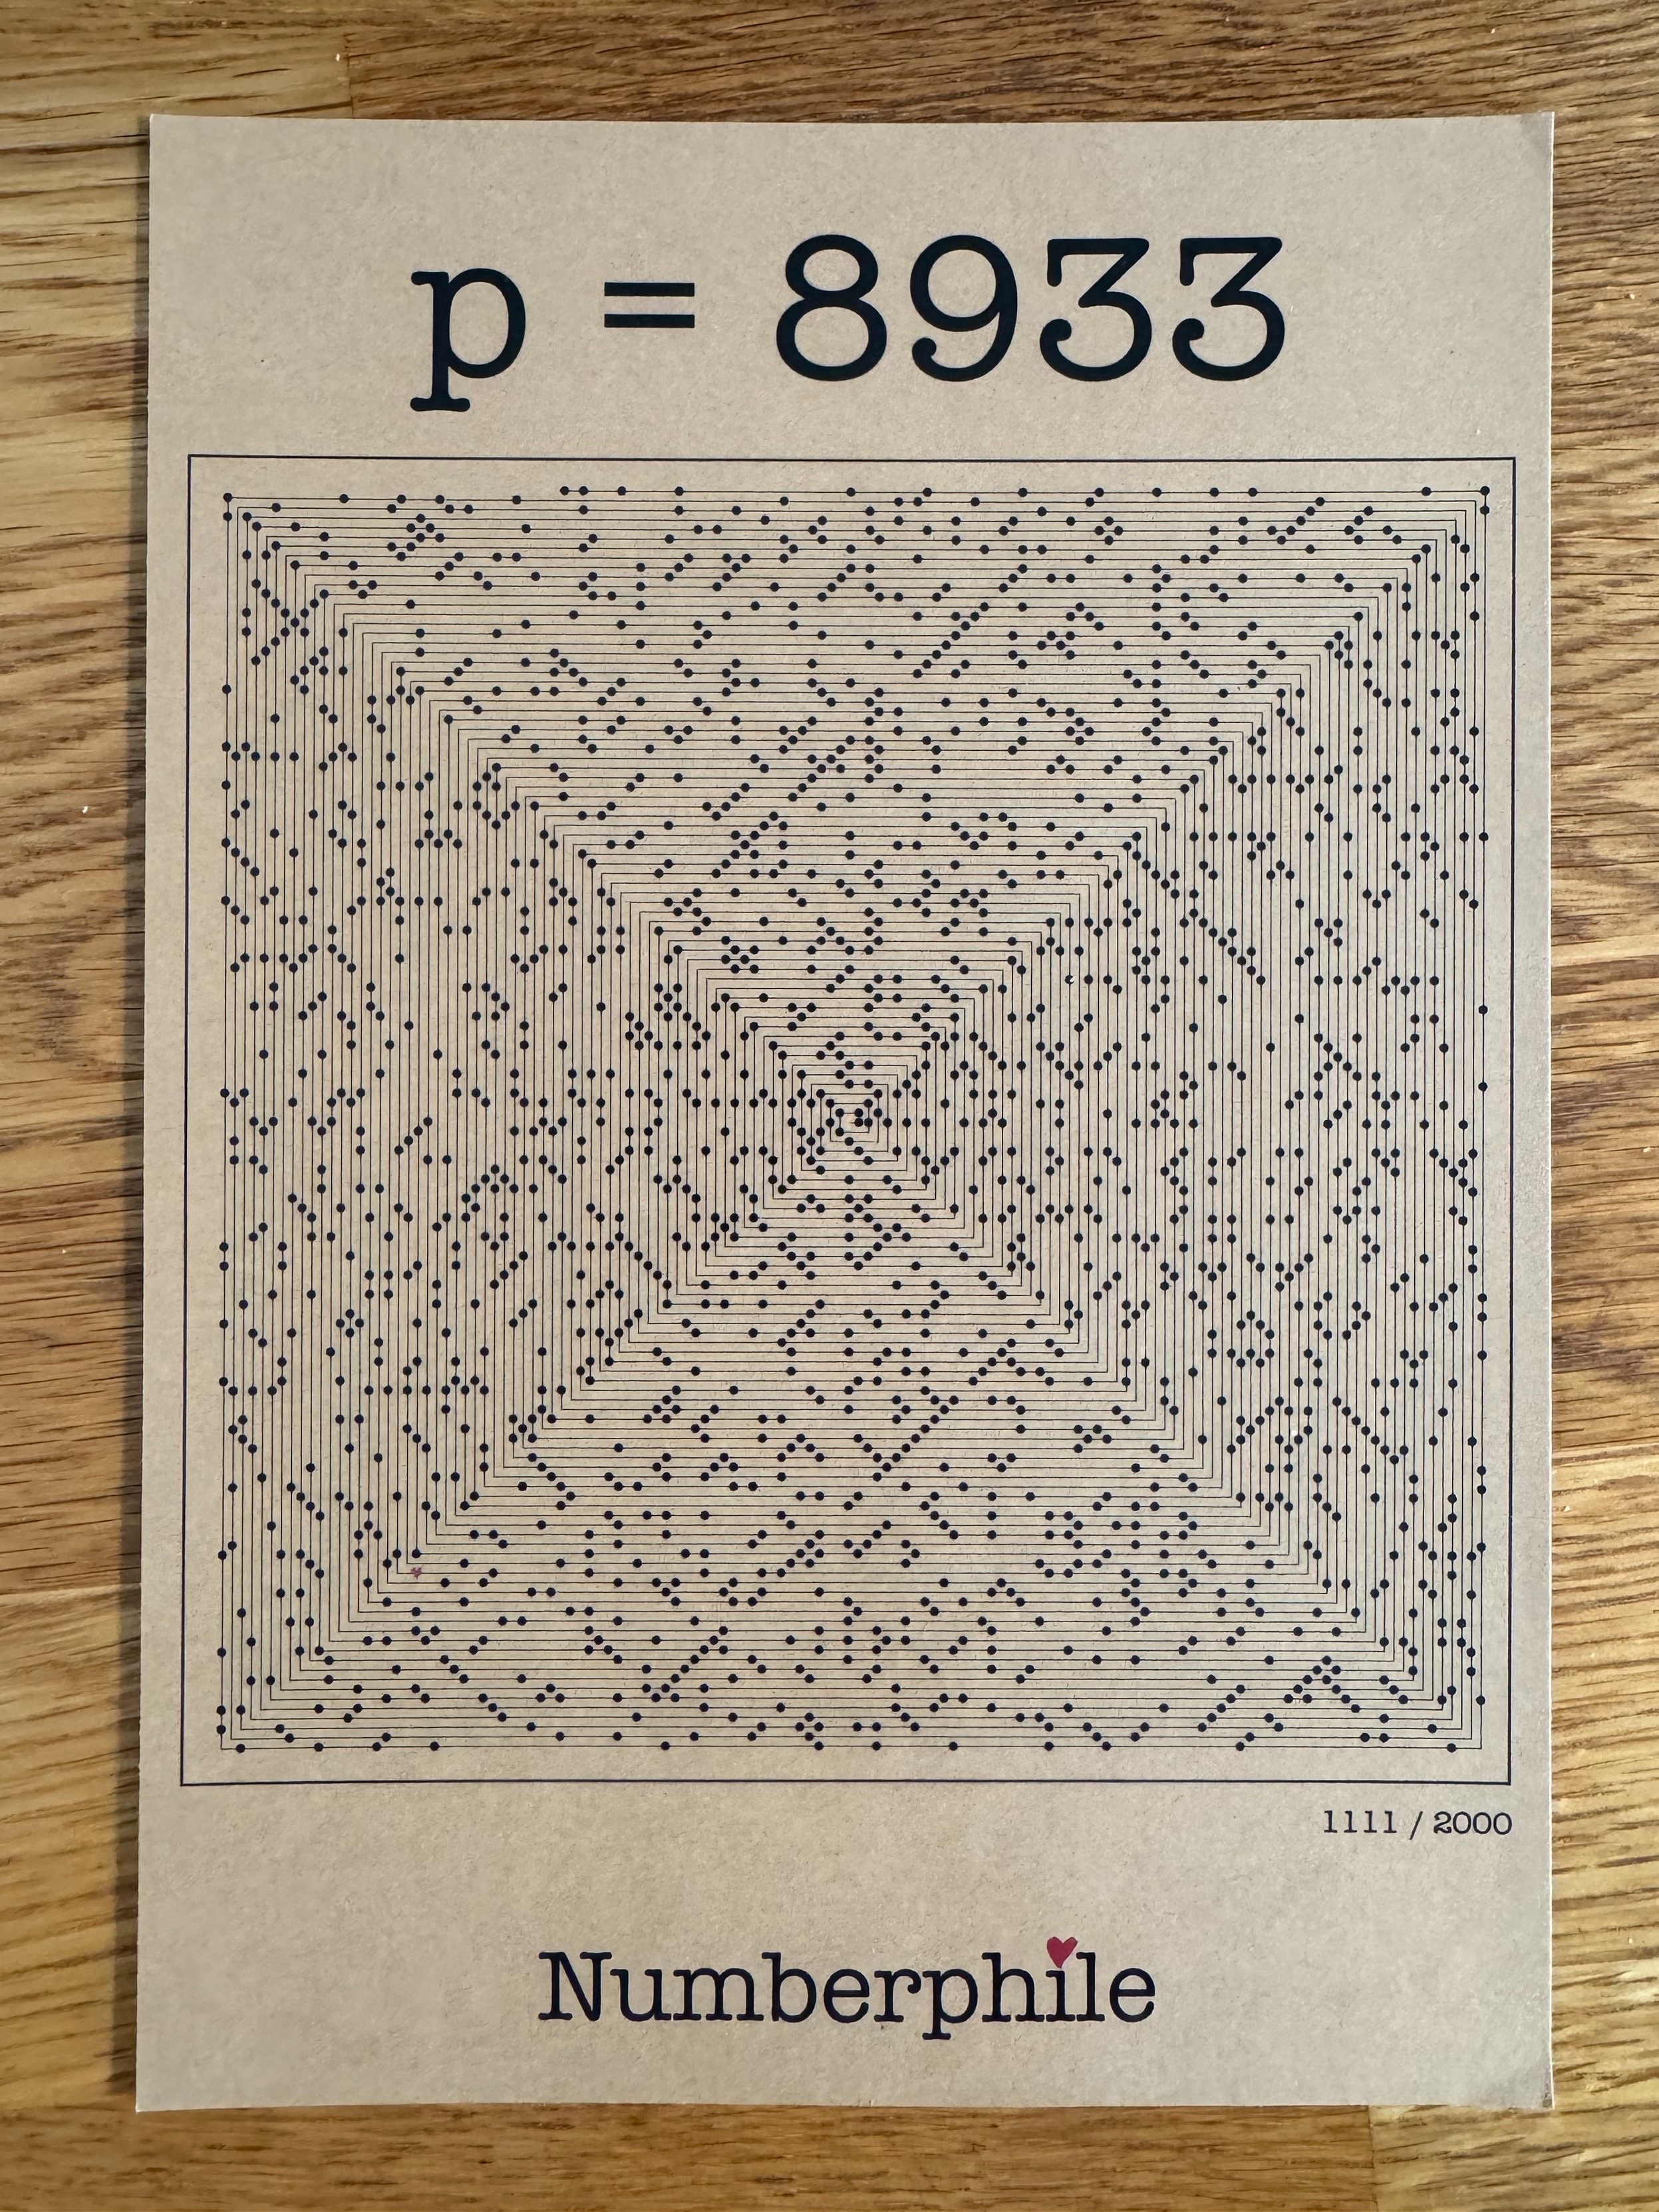 p = 8933
1111 / 2000
Numberphile